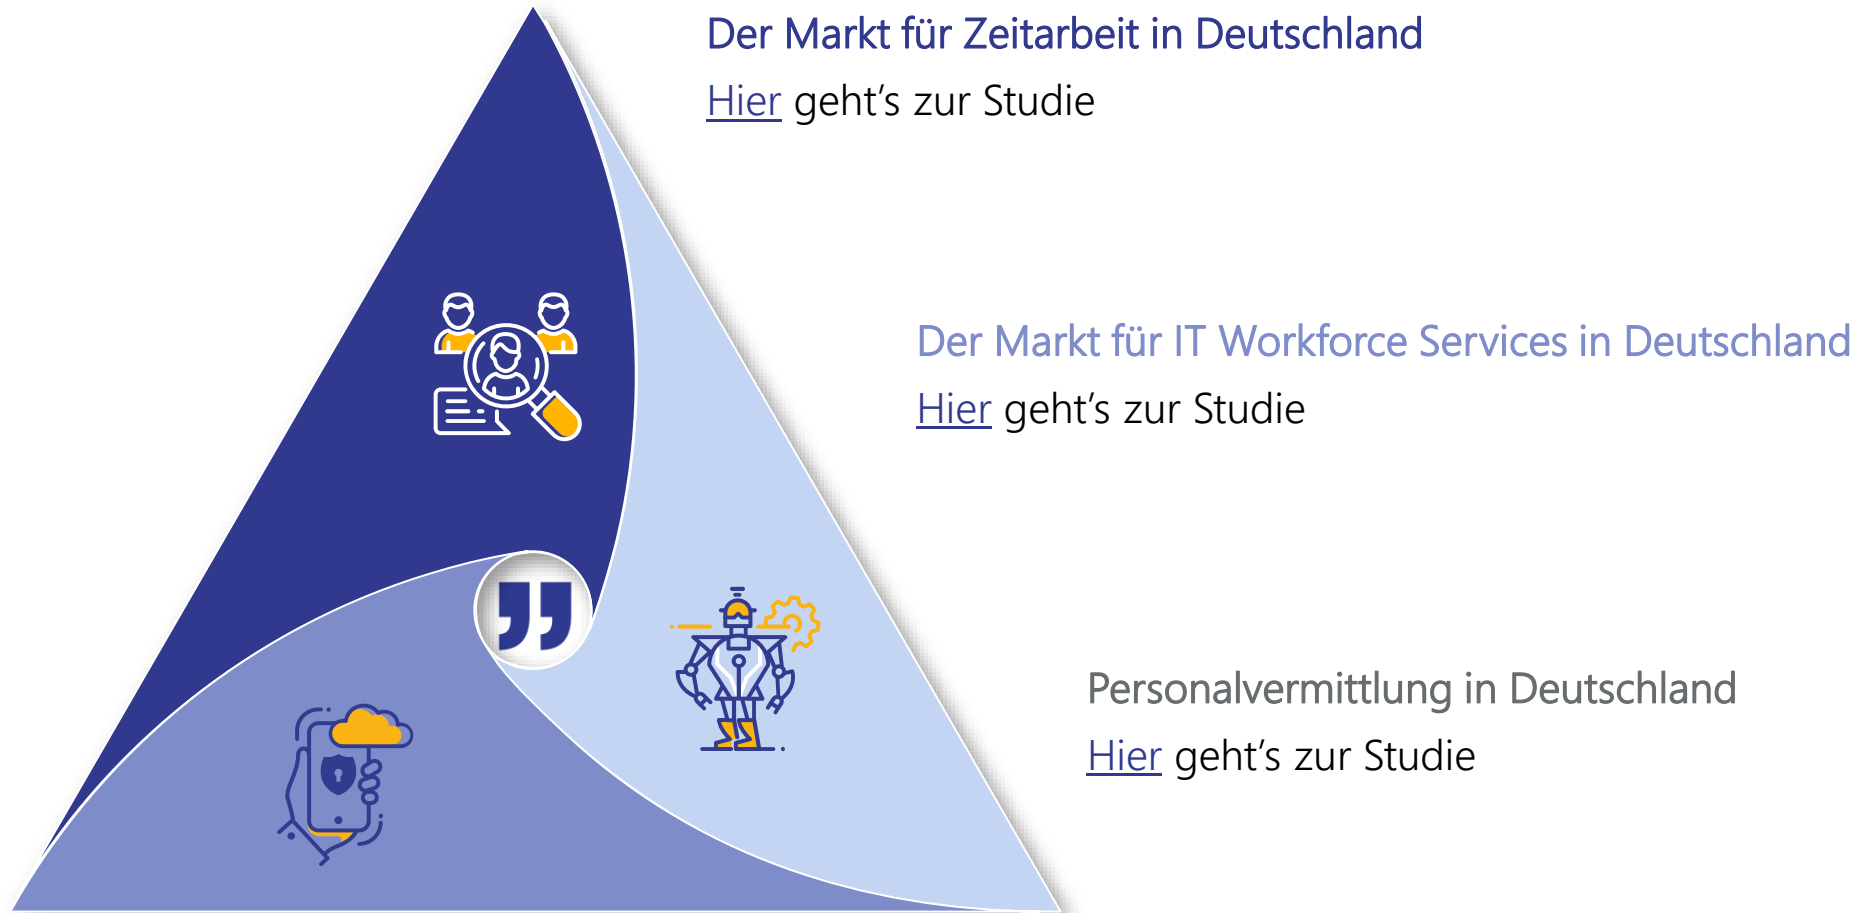 Der Markt für Zeitarbeit in Deutschland
Hier geht's zur Studie
Der Markt für IT Workforce Services in Deutschland
Hier geht's zur Studie
Personalvermittlung in Deutschland
Hier geht's zur Studie